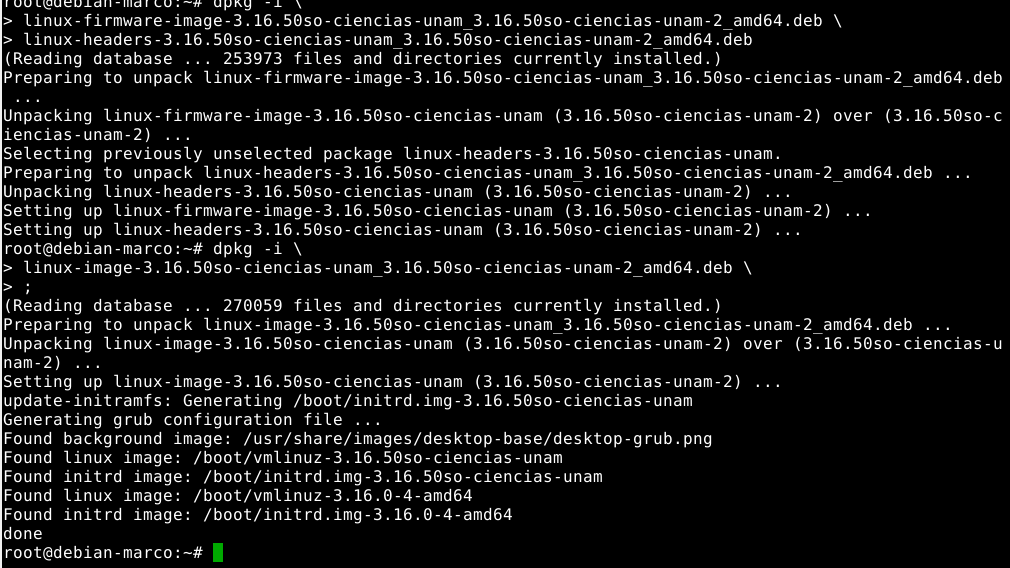 root@debian-marco:~# dpkg -i \
> linux-firmware-image-3.16.50so-ciencias-unam_3.16.50so-ciencias-unam-2_amd64.deb \
> linux-headers-3.16.50so-ciencias-unam_3.16.50so-ciencias-unam-2_amd64.deb
(Reading database ... 253973 files and directories currently installed.)
Preparing to unpack linux-firmware-image-3.16.50so-ciencias-unam_3.16.50so-ciencias-unam-2_amd64.deb
 ...
Unpacking linux-firmware-image-3.16.50so-ciencias-unam (3.16.50so-ciencias-unam-2) over (3.16.50so-c
iencias-unam-2) ...
Selecting previously unselected package linux-headers-3.16.50so-ciencias-unam.
Preparing to unpack linux-headers-3.16.50so-ciencias-unam_3.16.50so-ciencias-unam-2_amd64.deb ...
Unpacking linux-headers-3.16.50so-ciencias-unam (3.16.50so-ciencias-unam-2) ...
Setting up linux-firmware-image-3.16.50so-ciencias-unam (3.16.50so-ciencias-unam-2) ...
Setting up linux-headers-3.16.50so-ciencias-unam (3.16.50so-ciencias-unam-2) ...
root@debian-marco:~# dpkg -i \
> linux-image-3.16.50so-ciencias-unam_3.16.50so-ciencias-unam-2_amd64.deb \
> ;
(Reading database ... 270059 files and directories currently installed.)
Preparing to unpack linux-image-3.16.50so-ciencias-unam_3.16.50so-ciencias-unam-2_amd64.deb ...
Unpacking linux-image-3.16.50so-ciencias-unam (3.16.50so-ciencias-unam-2) over (3.16.50so-ciencias-u
nam-2) ...
Setting up linux-image-3.16.50so-ciencias-unam (3.16.50so-ciencias-unam-2) ...
update-initramfs: Generating /boot/initrd.img-3.16.50so-ciencias-unam
Generating grub configuration file ...
Found background image: /usr/share/images/desktop-base/desktop-grub.png
Found linux image: /boot/vmlinuz-3.16.50so-ciencias-unam
Found initrd image: /boot/initrd.img-3.16.50so-ciencias-unam
Found linux image: /boot/vmlinuz-3.16.0-4-amd64
Found initrd image: /boot/initrd.img-3.16.0-4-amd64
done
root@debian-marco:~#